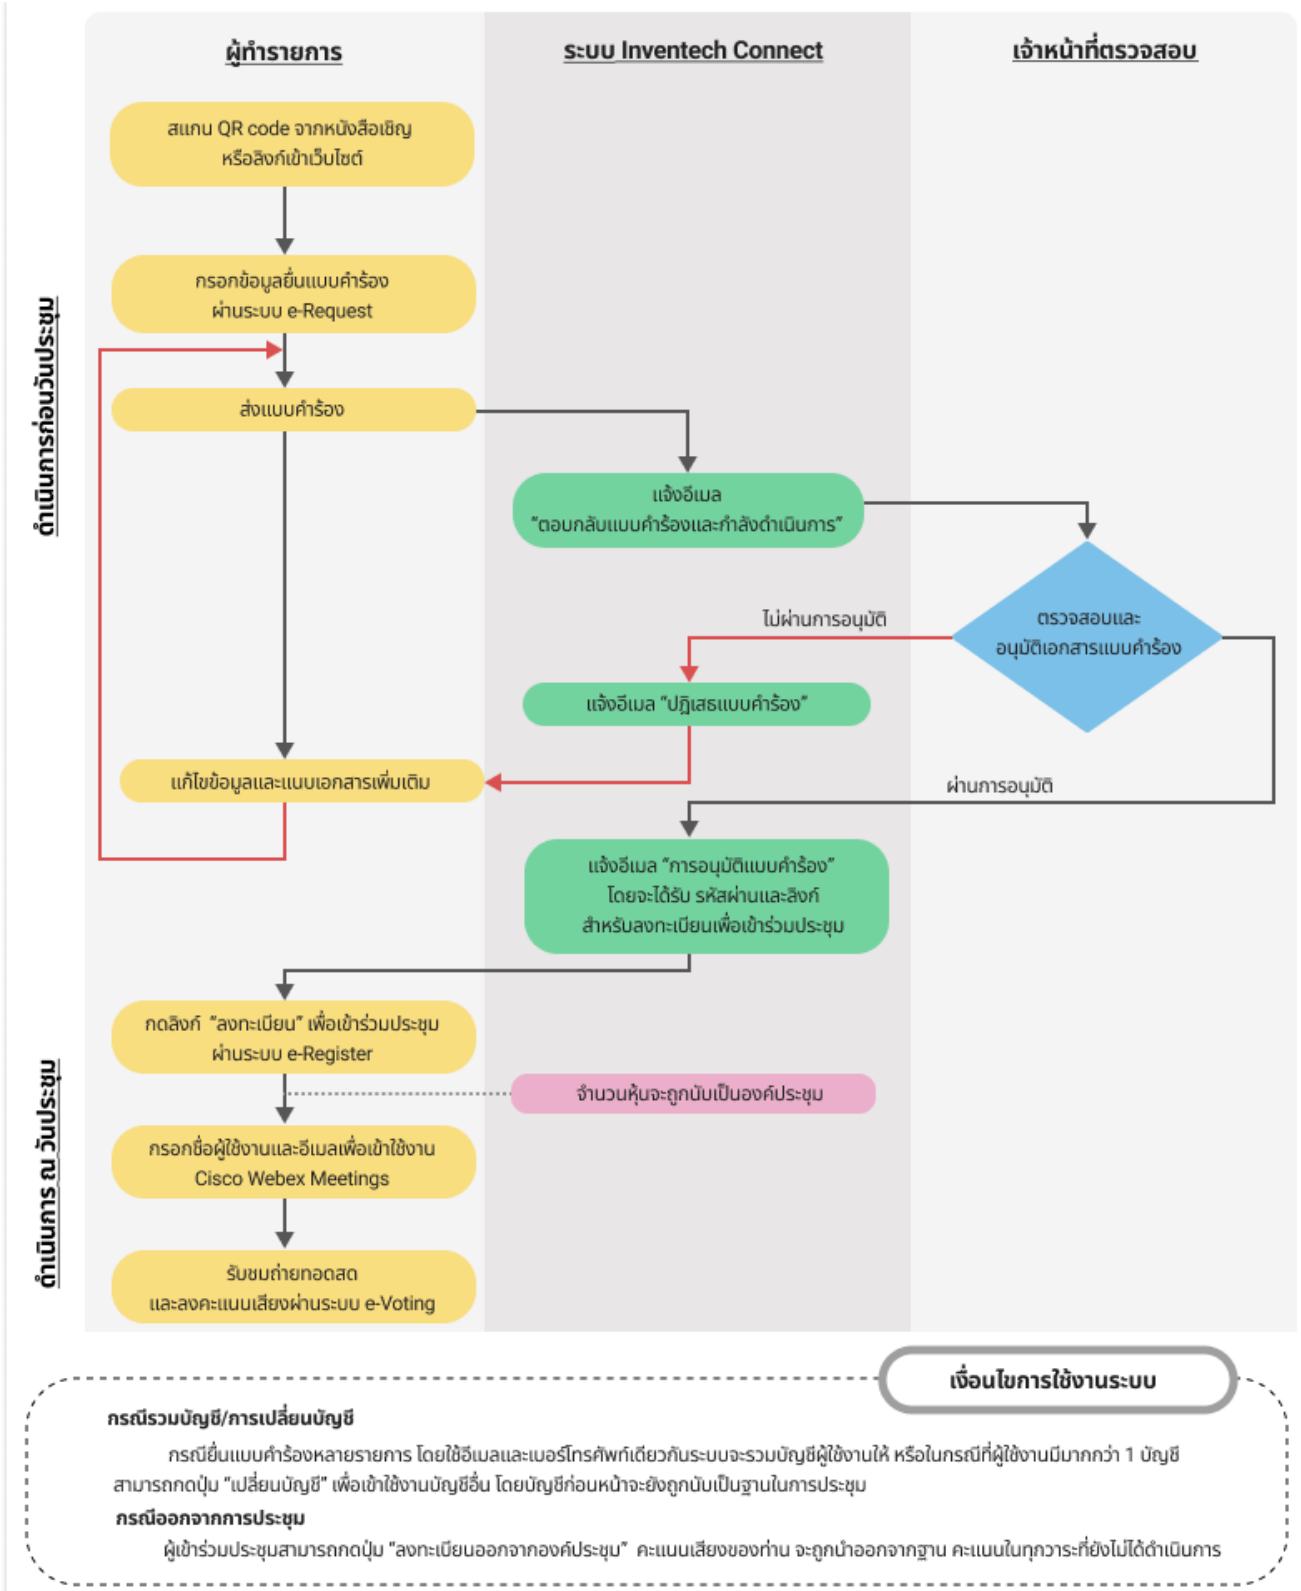 ผู้ทำรายการ
ระบบ Inventech Connect
เจ้าหน้าที่ตรวจสอบ
ดำเนินการก่อนวันประชุม
สแกน QR code จากหนังสือเชิญ
หรือลิงก์เข้าเว็บไซต์
กรอกข้อมูลยื่นแบบคำร้อง
ผ่านระบบ e-Request
ส่งแบบคำร้อง
แจ้งอีเมล
“ตอบกลับแบบคำร้องและกำลังดำเนินการ”
ตรวจสอบและ
อนุมัติเอกสารแบบคำร้อง
ไม่ผ่านการอนุมัติ
แจ้งอีเมล “ปฏิเสธแบบคำร้อง”
แก้ไขข้อมูลและแนบเอกสารเพิ่มเติม
ผ่านการอนุมัติ
แจ้งอีเมล “การอนุมัติแบบคำร้อง”
โดยจะได้รับ รหัสผ่านและลิงก์
สำหรับลงทะเบียนเพื่อเข้าร่วมประชุม
ดำเนินการ ณ วันประชุม
กดลิงก์ “ลงทะเบียน” เพื่อเข้าร่วมประชุม
ผ่านระบบ e-Register
จำนวนหุ้นจะถูกนับเป็นองค์ประชุม
กรอกชื่อผู้ใช้งานและอีเมลเพื่อเข้าใช้งาน
Cisco Webex Meetings
รับชมถ่ายทอดสด
และลงคะแนนเสียงผ่านระบบ e-Voting
เงื่อนไขการใช้งานระบบ
กรณีรวมบัญชี/การเปลี่ยนบัญชี
กรณียื่นแบบคำร้องหลายรายการ โดยใช้อีเมลและเบอร์โทรศัพท์เดียวกันระบบจะรวมบัญชีผู้ใช้งานให้ หรือในกรณีที่ผู้ใช้งานมีมากกว่า 1 บัญชี
สามารถกดปุ่ม “เปลี่ยนบัญชี” เพื่อเข้าใช้งานบัญชีอื่น โดยบัญชีก่อนหน้าจะยังถูกนับเป็นฐานในการประชุม
กรณีออกจากการประชุม
ผู้เข้าร่วมประชุมสามารถกดปุ่ม “ลงทะเบียนออกจากองค์ประชุม” คะแนนเสียงของท่าน จะถูกนำออกจากฐาน คะแนนในทุกวาระที่ยังไม่ได้ดำเนินการ